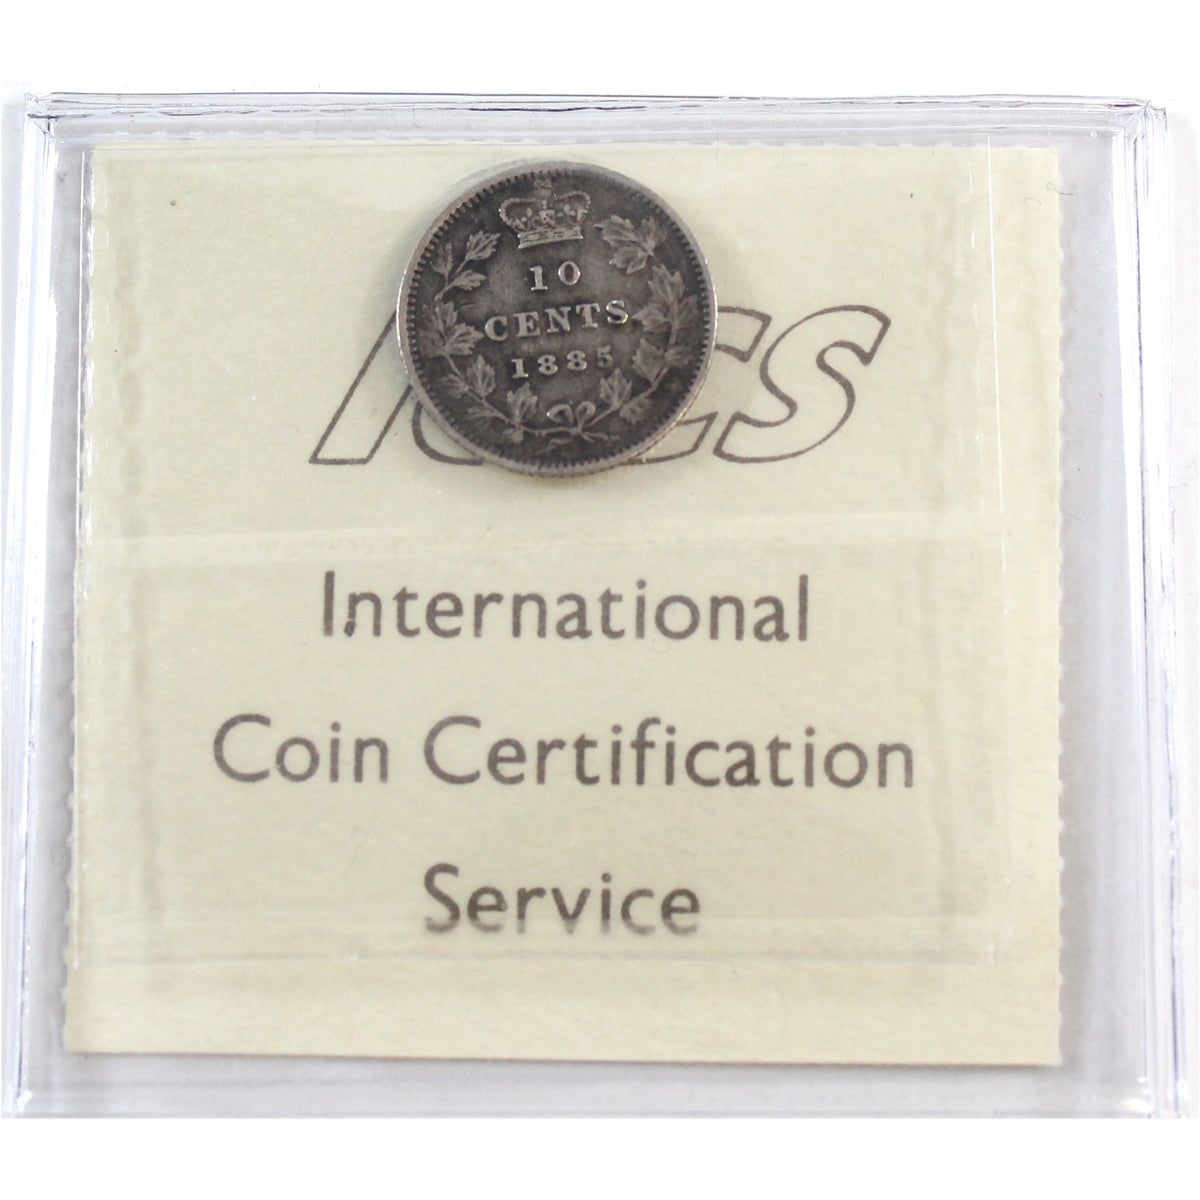 10
CENTS
1885
ICCS
International
Coin Certification
Service